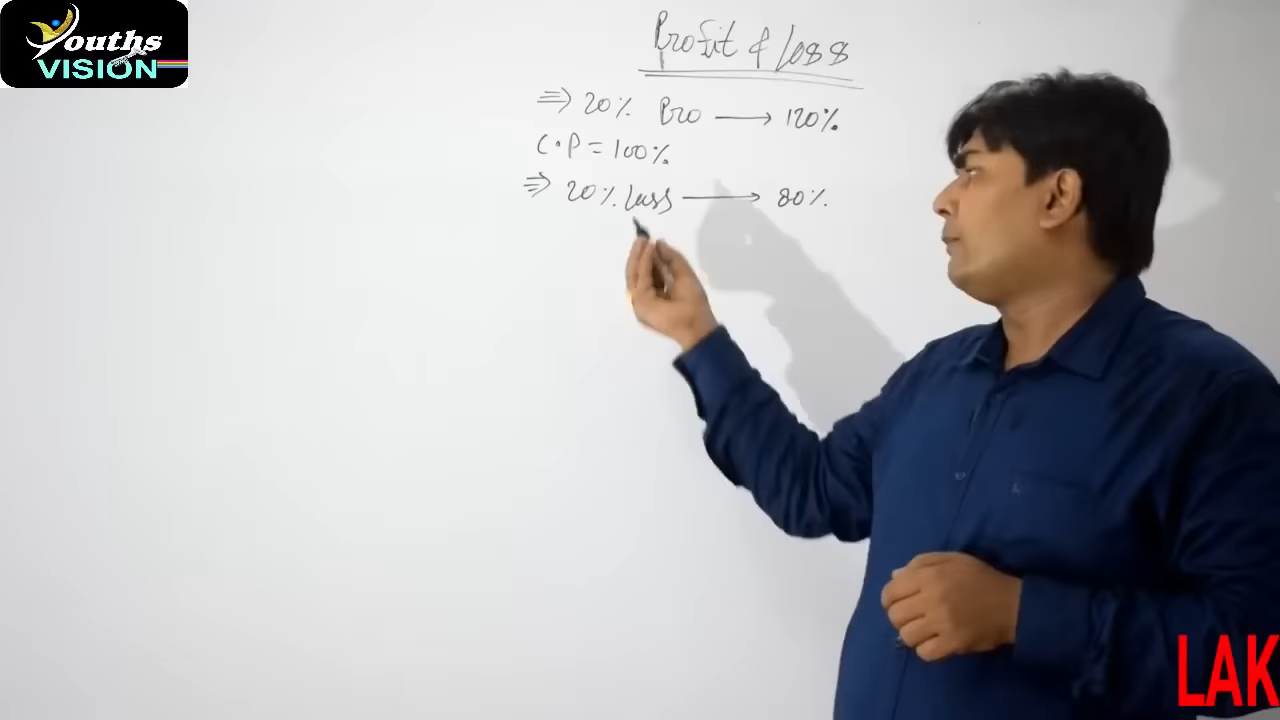 Youths
VISION
Profit & loss
⇒ 20% Pro → 120%
C.P = 100%
⇒ 20% Loss → 80%
LAK